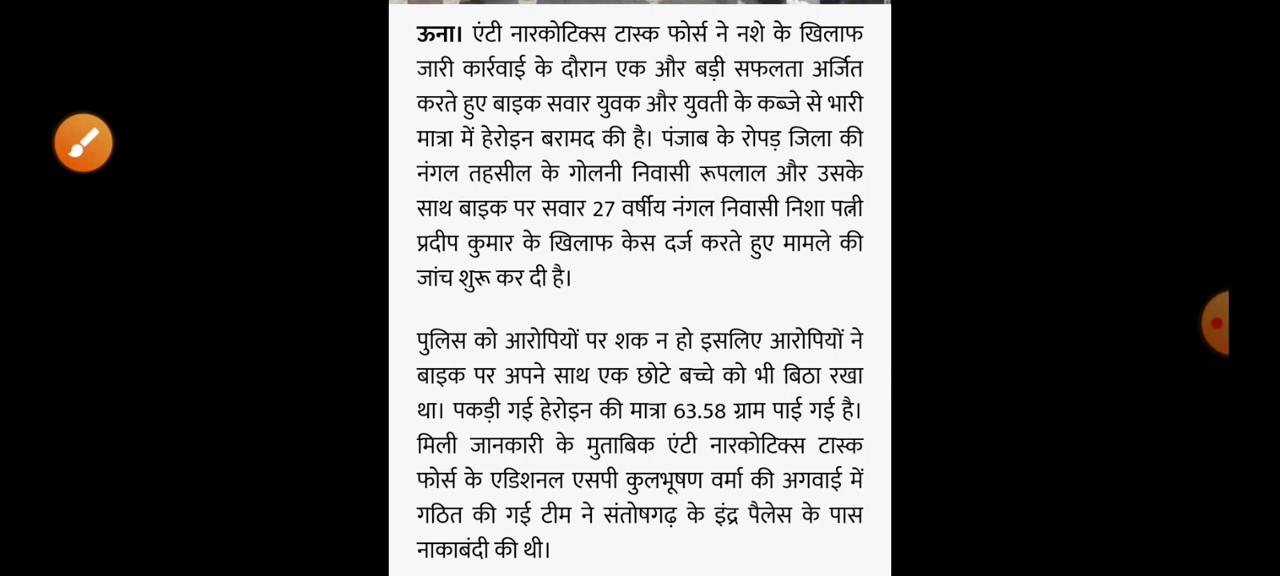 ऊना। एंटी नारकोटिक्स टास्क फोर्स ने नशे के खिलाफ
जारी कार्रवाई के दौरान एक और बड़ी सफलता अर्जित
करते हुए बाइक सवार युवक और युवती के कब्जे से भारी
मात्रा में हेरोइन बरामद की है। पंजाब के रोपड़ जिला की
नंगल तहसील के गोलनी निवासी रूपलाल और उसके
साथ बाइक पर सवार 27 वर्षीय नंगल निवासी निशा पत्नी
प्रदीप कुमार के खिलाफ केस दर्ज करते हुए मामले की
जांच शुरू कर दी है।
पुलिस को आरोपियों पर शक न हो इसलिए आरोपियों ने
बाइक पर अपने साथ एक छोटे बच्चे को भी बिठा रखा
था। पकड़ी गई हेरोइन की मात्रा 63.58 ग्राम पाई गई है।
मिली जानकारी के मुताबिक एंटी नारकोटिक्स टास्क
फोर्स के एडिशनल एसपी कुलभूषण वर्मा की अगवाई में
गठित की गई टीम ने संतोषगढ़ के इंद्र पैलेस के पास
नाकाबंदी की थी।